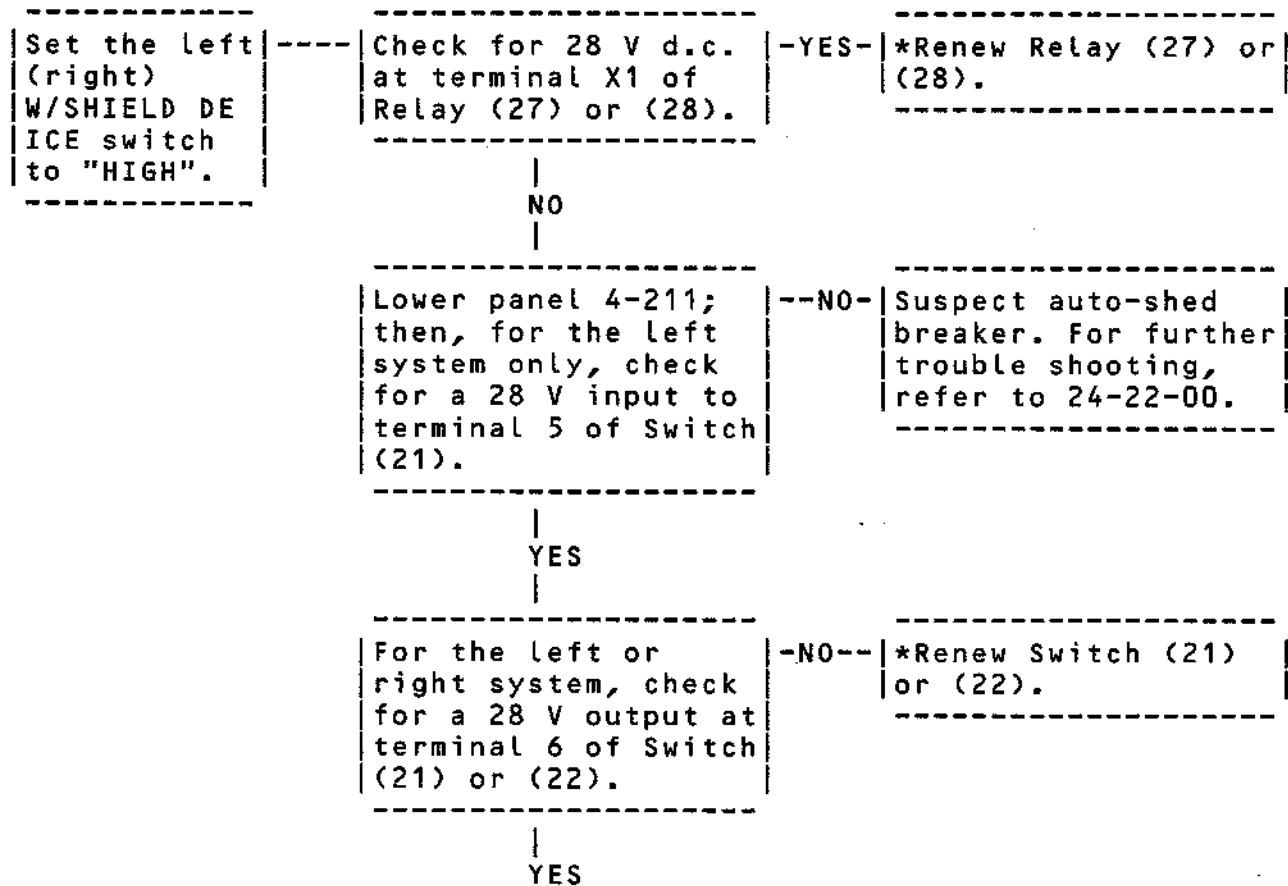 Set the left
(right)
W/SHIELD DE
ICE switch
to "HIGH".
Check for 28 V d.c.
at terminal X1 of
Relay (27) or (28).
YES
*Renew Relay (27) or
(28).
NO
Lower panel 4-211;
then, for the left
system only, check
for a 28 V input to
terminal 5 of Switch
(21).
NO
Suspect auto-shed
breaker. For further
trouble shooting,
refer to 24-22-00.
YES
For the left or
right system, check
for a 28 V output at
terminal 6 of Switch
(21) or (22).
NO
*Renew Switch (21)
or (22).
YES